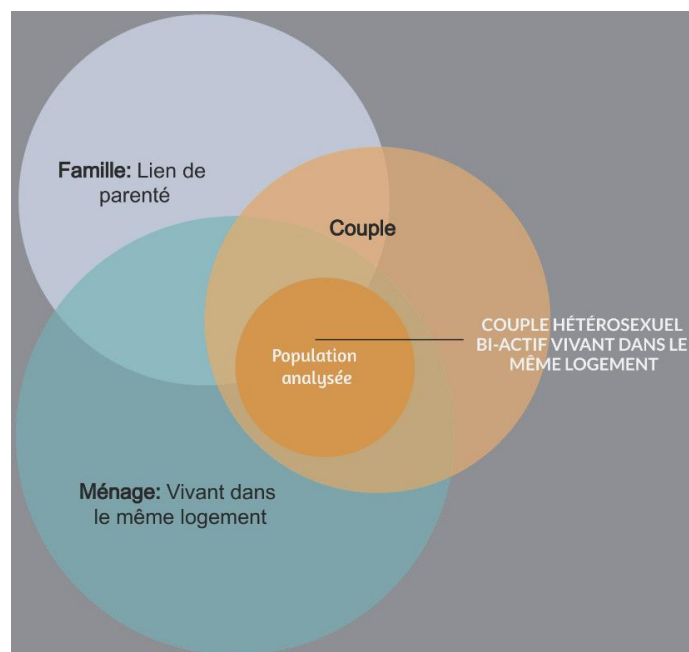 Famille: Lien de
parenté
Couple
COUPLE HÉTÉROSEXUEL
BI-ACTIF VIVANT DANS LE
MÊME LOGEMENT
Population
analysée
Ménage: Vivant dans
le même logement